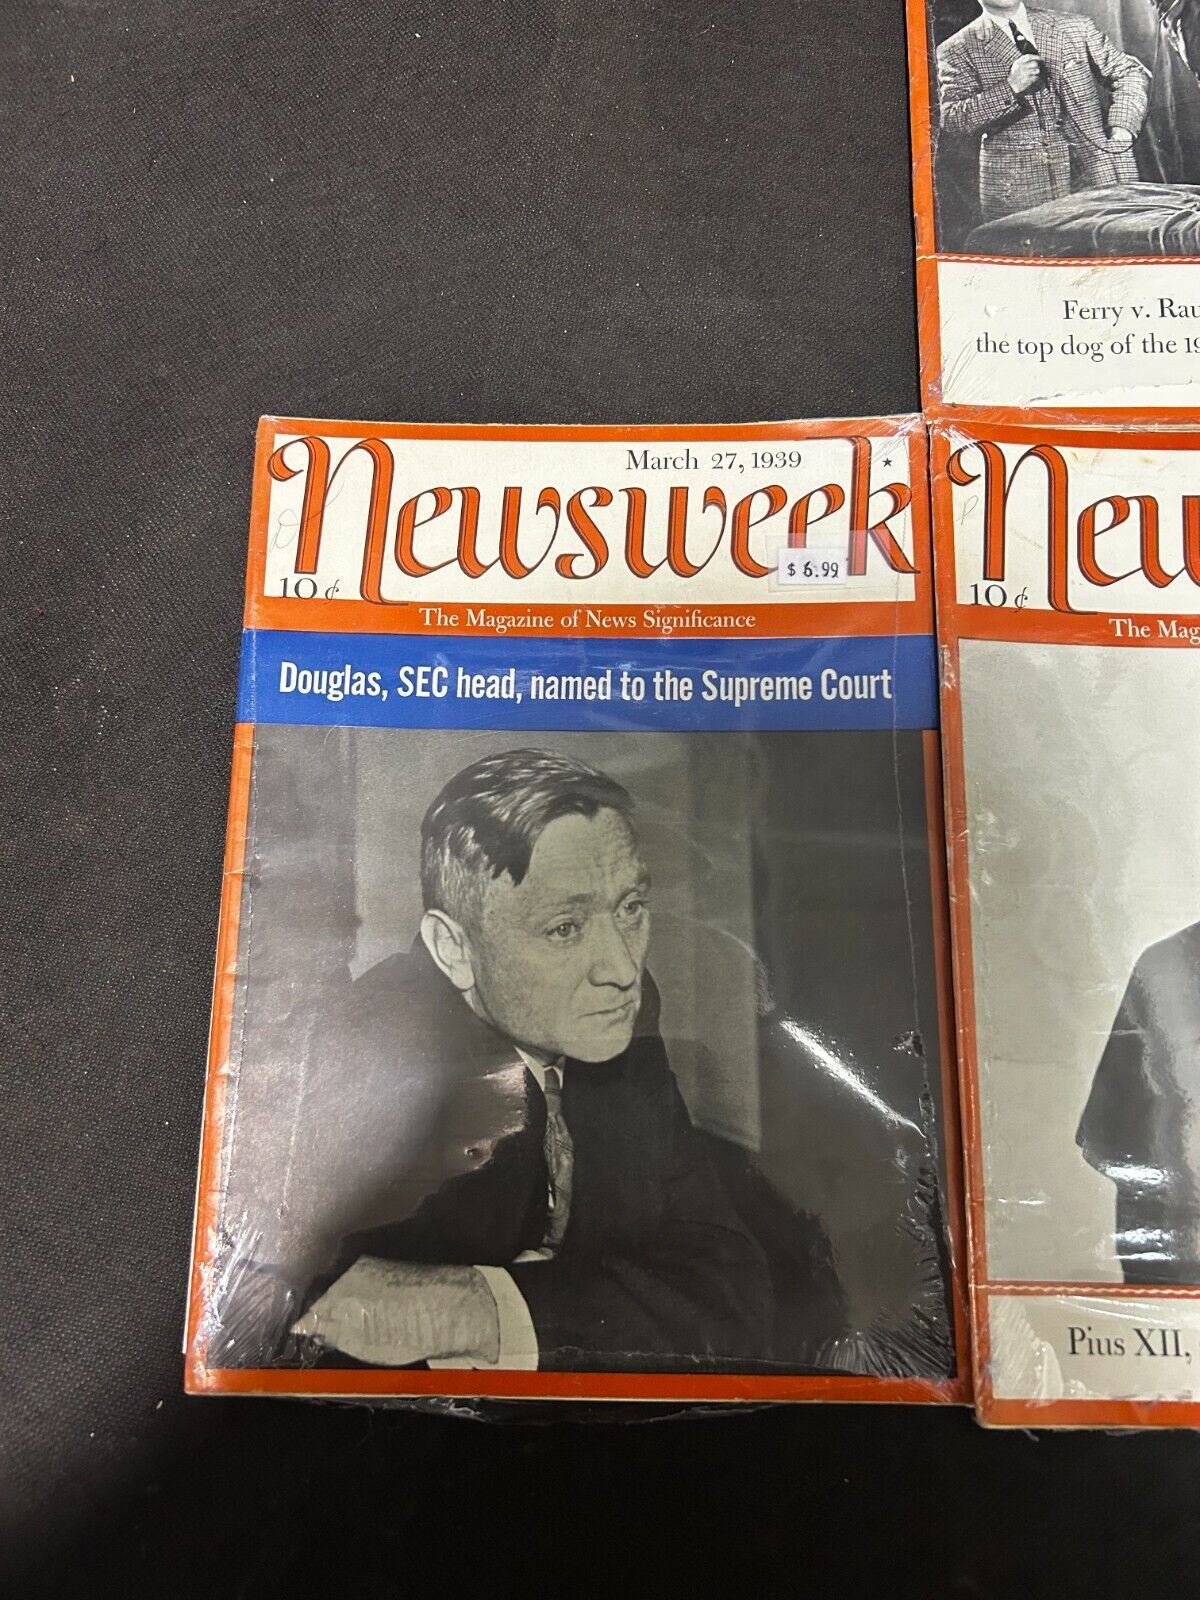 Ferry v. Rau
the top dog of the 19
March 27, 1939
Newsweek
$ 6.99
10¢
The Magazine of News Significance
Douglas, SEC head, named to the Supreme Court
New
10¢
The Mag
Pius XII,